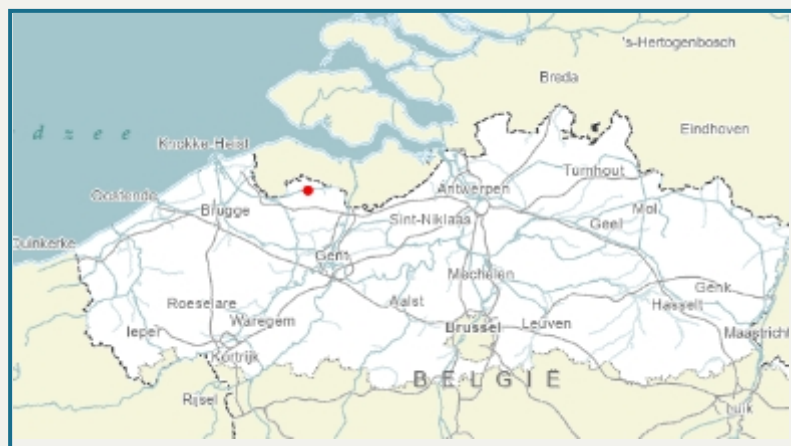 's-Hertogenbosch
Breda
d z e e
Eindhoven
Knokke-Heist
Turnhout
Oostende
Antwerpen
Mol
Brugge
Sint-Niklaas
Geel
Duinkerke
Gent
Mechelen
Genk
Roeselare
Aalst
Hasselt
Ieper
Waregem
Brussel
Leuven
Maastricht
Kortrijk
BELGIË
Rijsel
Luik